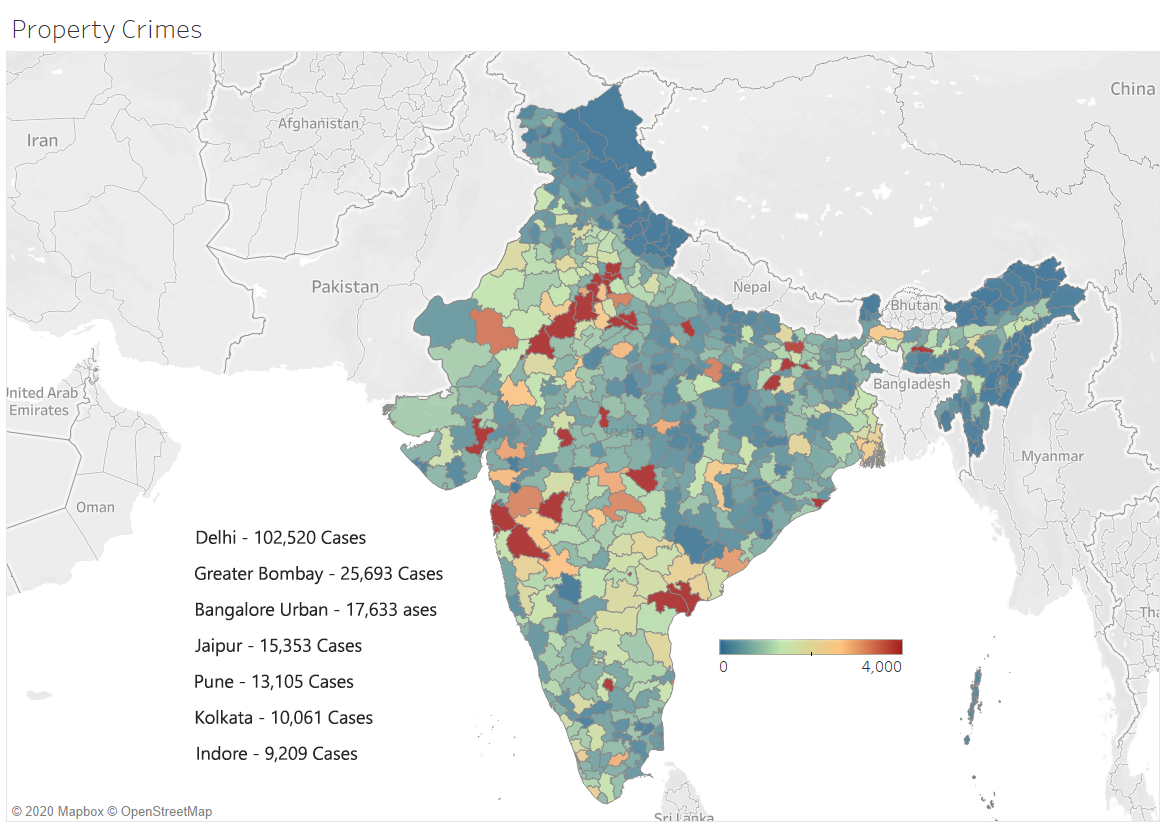 Property Crimes
China
Afghanistan
Iran
Pakistan
Nepal
Bhutan
United Arab
Emirates
Bangladesh
India
Myanmar
Oman
Delhi - 102,520 Cases
Greater Bombay - 25,693 Cases
Bangalore Urban - 17,633 ases
Jaipur - 15,353 Cases
Pune - 13,105 Cases
Kolkata - 10,061 Cases
Indore - 9,209 Cases
0 4,000
Tha
Sri Lanka
© 2020 Mapbox © OpenStreetMap